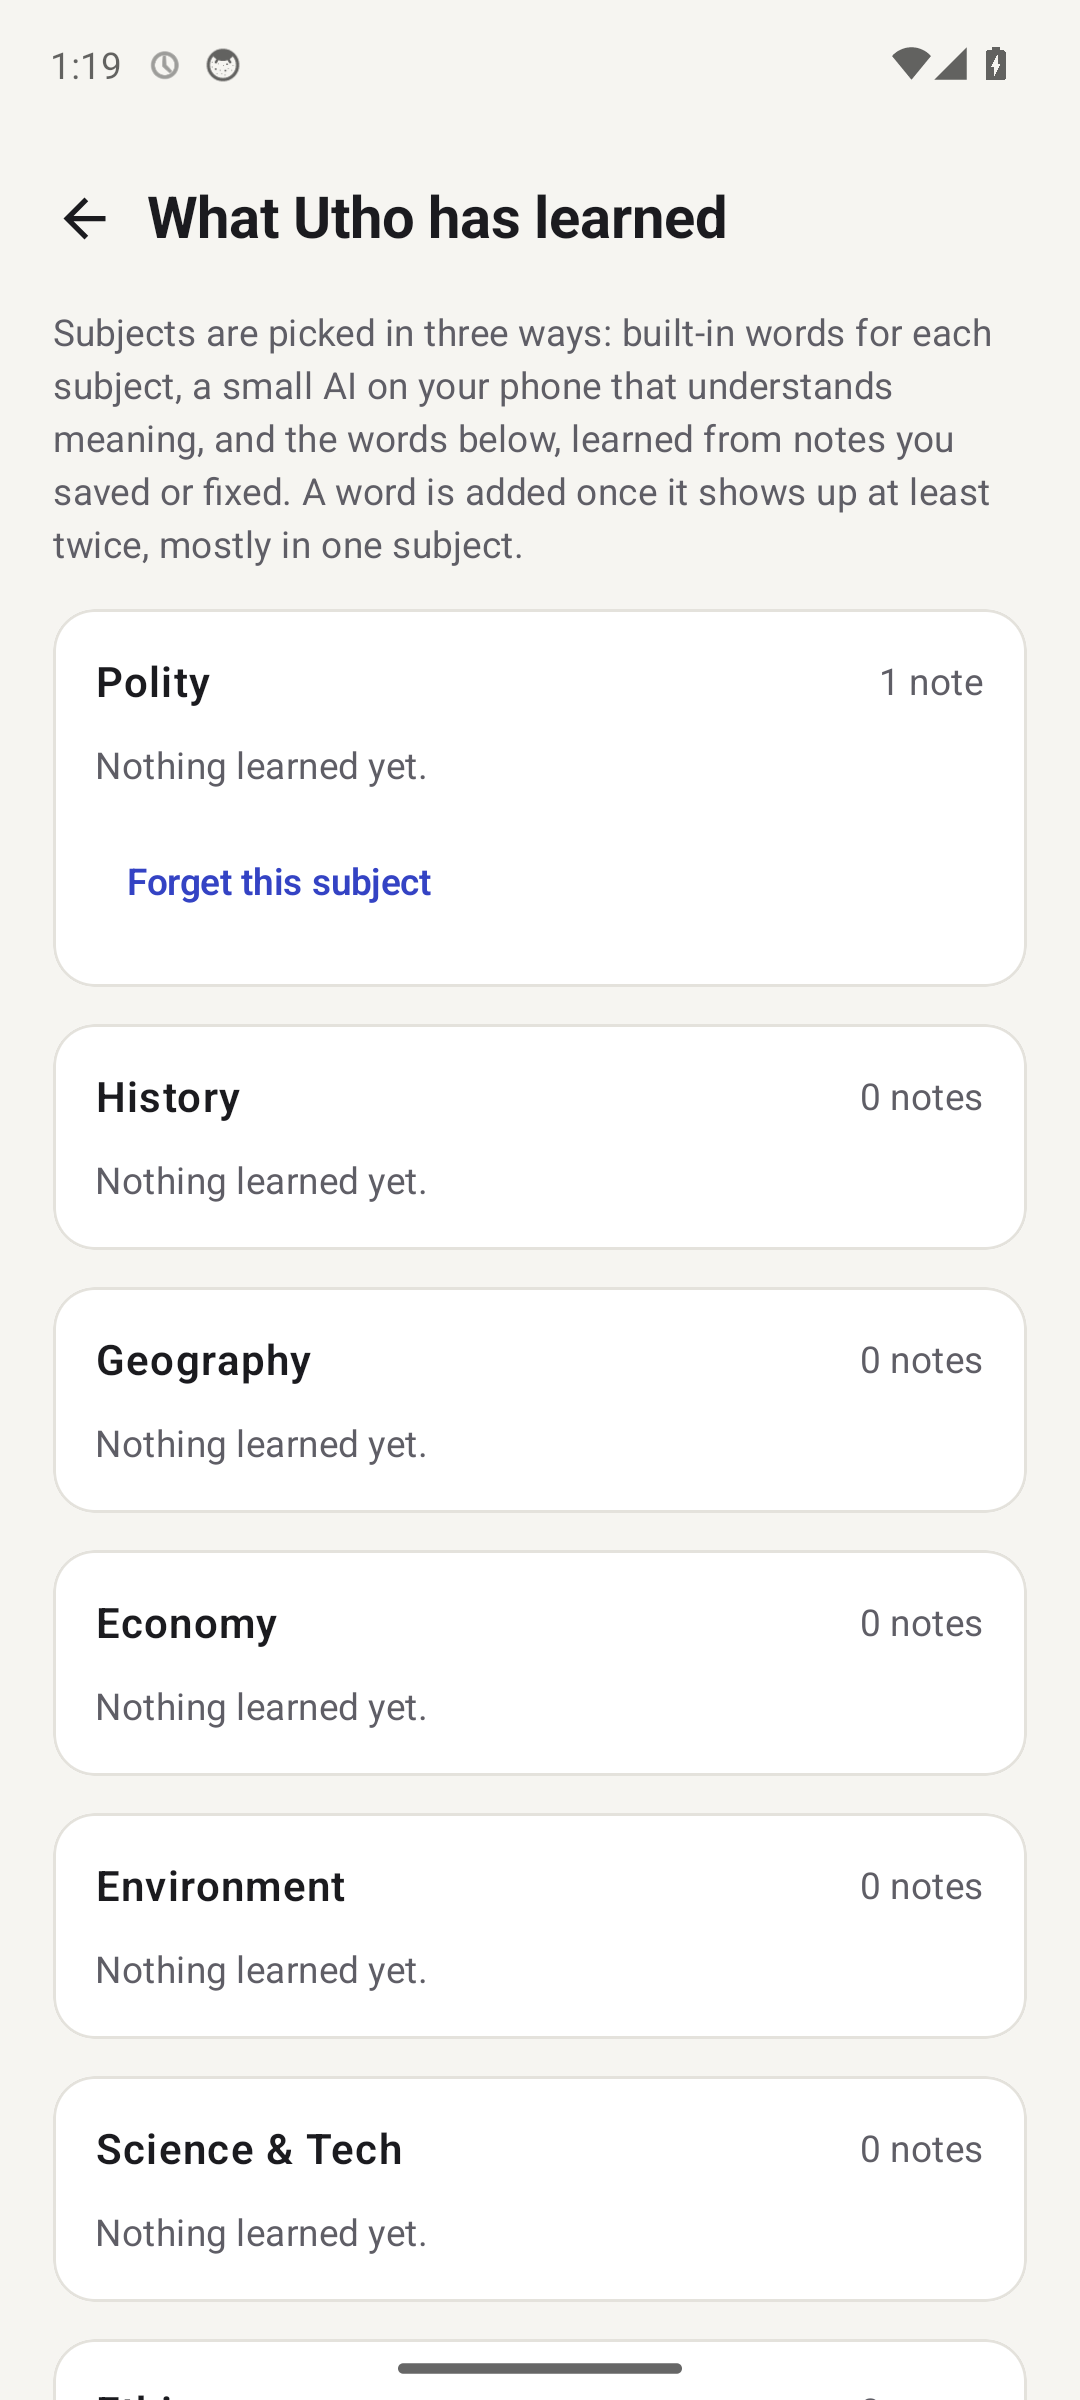 1:19
What Utho has learned
Subjects are picked in three ways: built-in words for each
subject, a small AI on your phone that understands
meaning, and the words below, learned from notes you
saved or fixed. A word is added once it shows up at least
twice, mostly in one subject.
Polity 1 note
Nothing learned yet.
Forget this subject
History 0 notes
Nothing learned yet.
Geography 0 notes
Nothing learned yet.
Economy 0 notes
Nothing learned yet.
Environment 0 notes
Nothing learned yet.
Science & Tech 0 notes
Nothing learned yet.